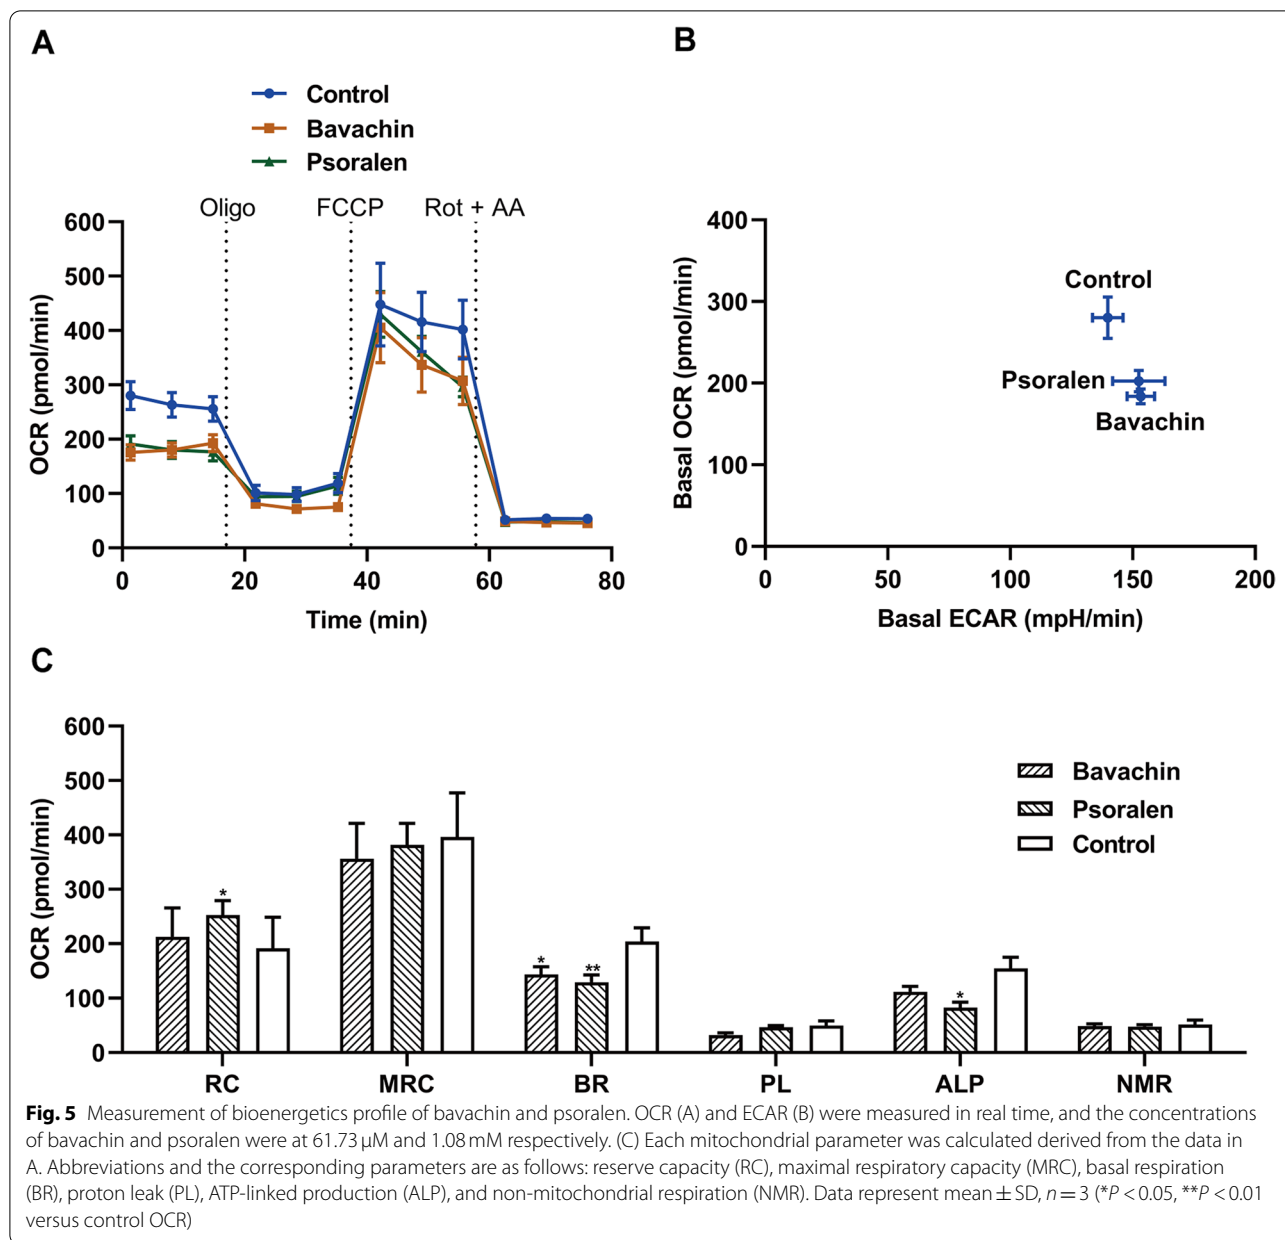 A
Control
Bavachin
Psoralen
Oligo FCCP Rot + AA
600
500
400
300
200
100
0
OCR (pmol/min)
0 20 40 60 80
Time (min)
B
400
300
200
100
0
Basal OCR (pmol/min)
Control
Psoralen
Bavachin
0 50 100 150 200
Basal ECAR (mpH/min)
C
600
500
400
300
200
100
0
OCR (pmol/min)
Bavachin
Psoralen
Control
*
*
**
*
RC MRC BR PL ALP NMR
Fig. 5 Measurement of bioenergetics profile of bavachin and psoralen. OCR (A) and ECAR (B) were measured in real time, and the concentrations
of bavachin and psoralen were at 61.73 µM and 1.08 mM respectively. (C) Each mitochondrial parameter was calculated derived from the data in
A. Abbreviations and the corresponding parameters are as follows: reserve capacity (RC), maximal respiratory capacity (MRC), basal respiration
(BR), proton leak (PL), ATP-linked production (ALP), and non-mitochondrial respiration (NMR). Data represent mean ± SD, n = 3 (*P < 0.05, **P < 0.01
versus control OCR)